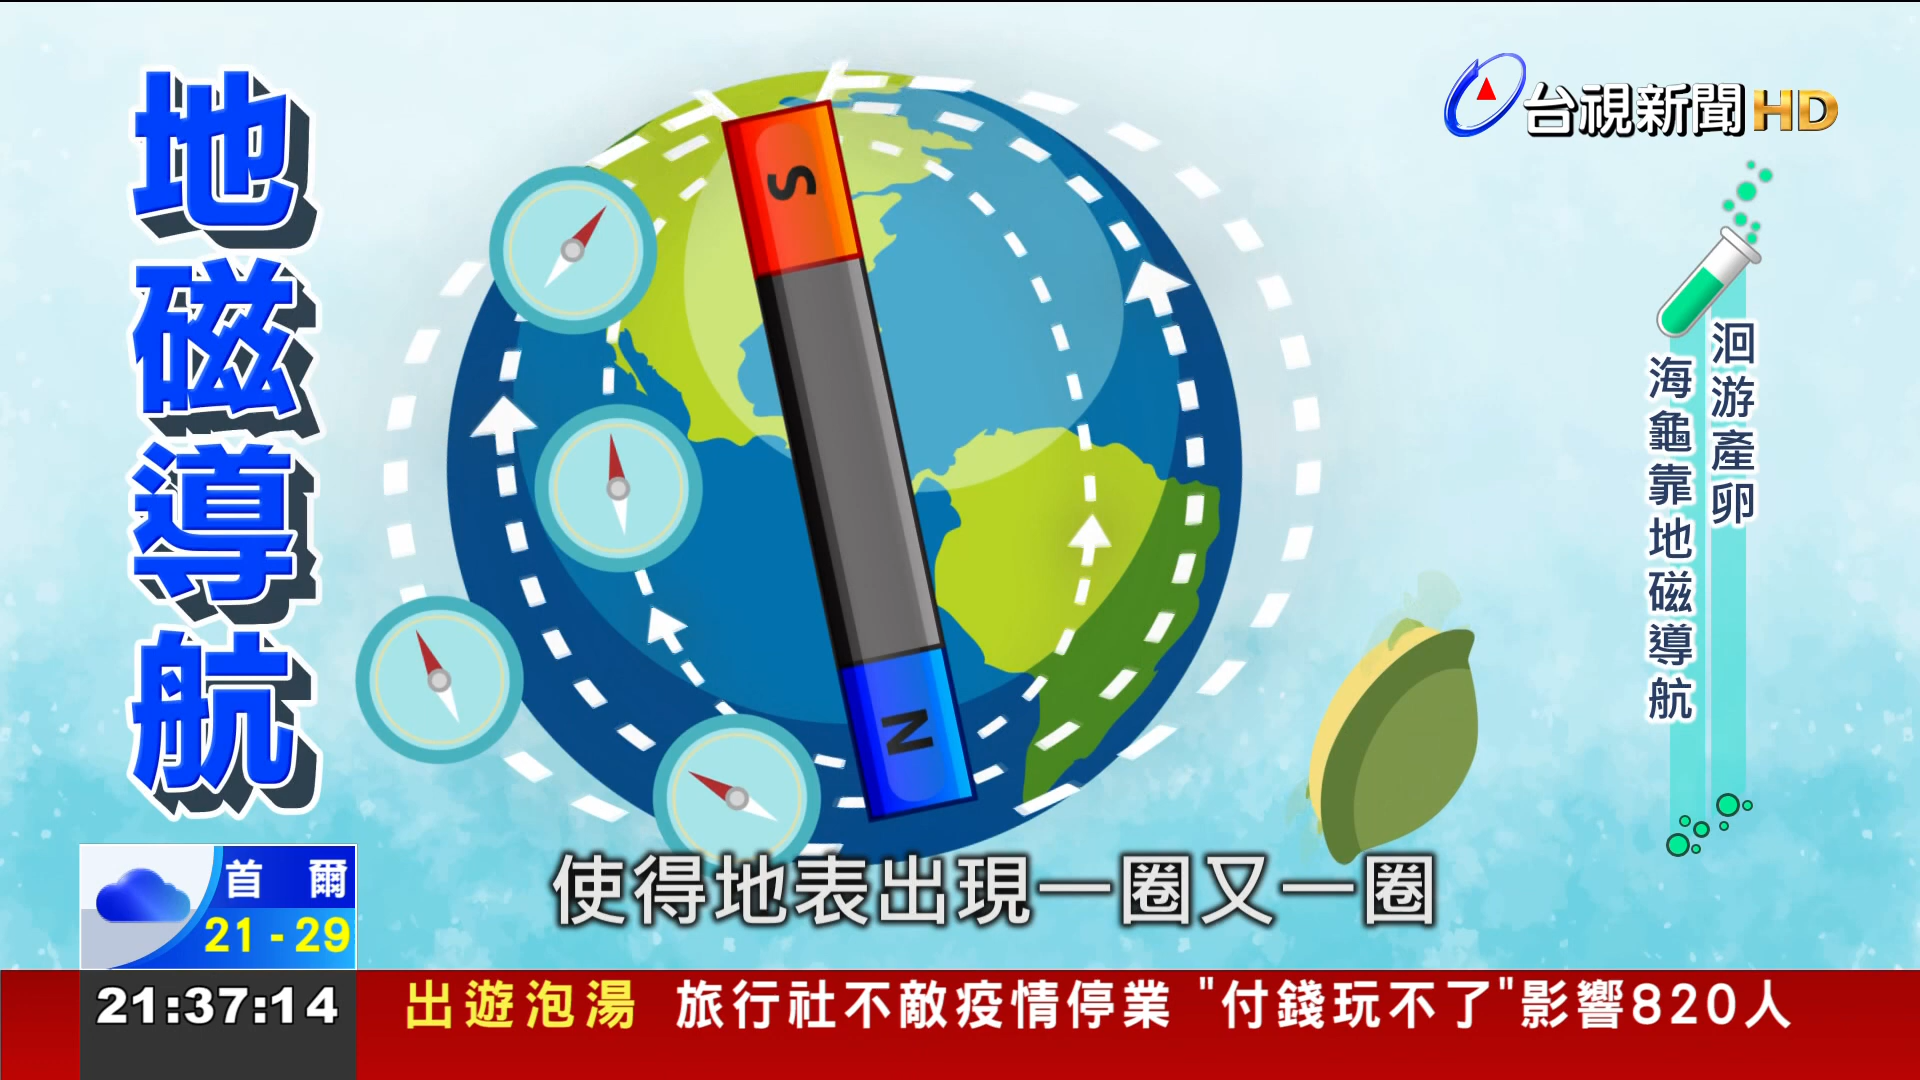 地磁導航
台視新聞HD
S
N
洄游產卵
海龜靠地磁導航
使得地表出現一圈又一圈
首爾
21-29
21:37:14
出遊泡湯 旅行社不敵疫情停業 "付錢玩不了"影響820人